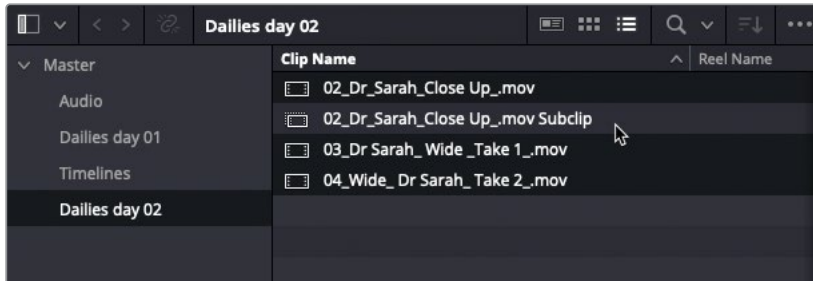 Dailies day 02
Master
Audio
Dailies day 01
Timelines
Dailies day 02
Clip Name Reel Name
02_Dr_Sarah_Close Up_.mov
02_Dr_Sarah_Close Up_.mov Subclip
03_Dr Sarah_ Wide _Take 1_.mov
04_Wide_ Dr Sarah_ Take 2_.mov